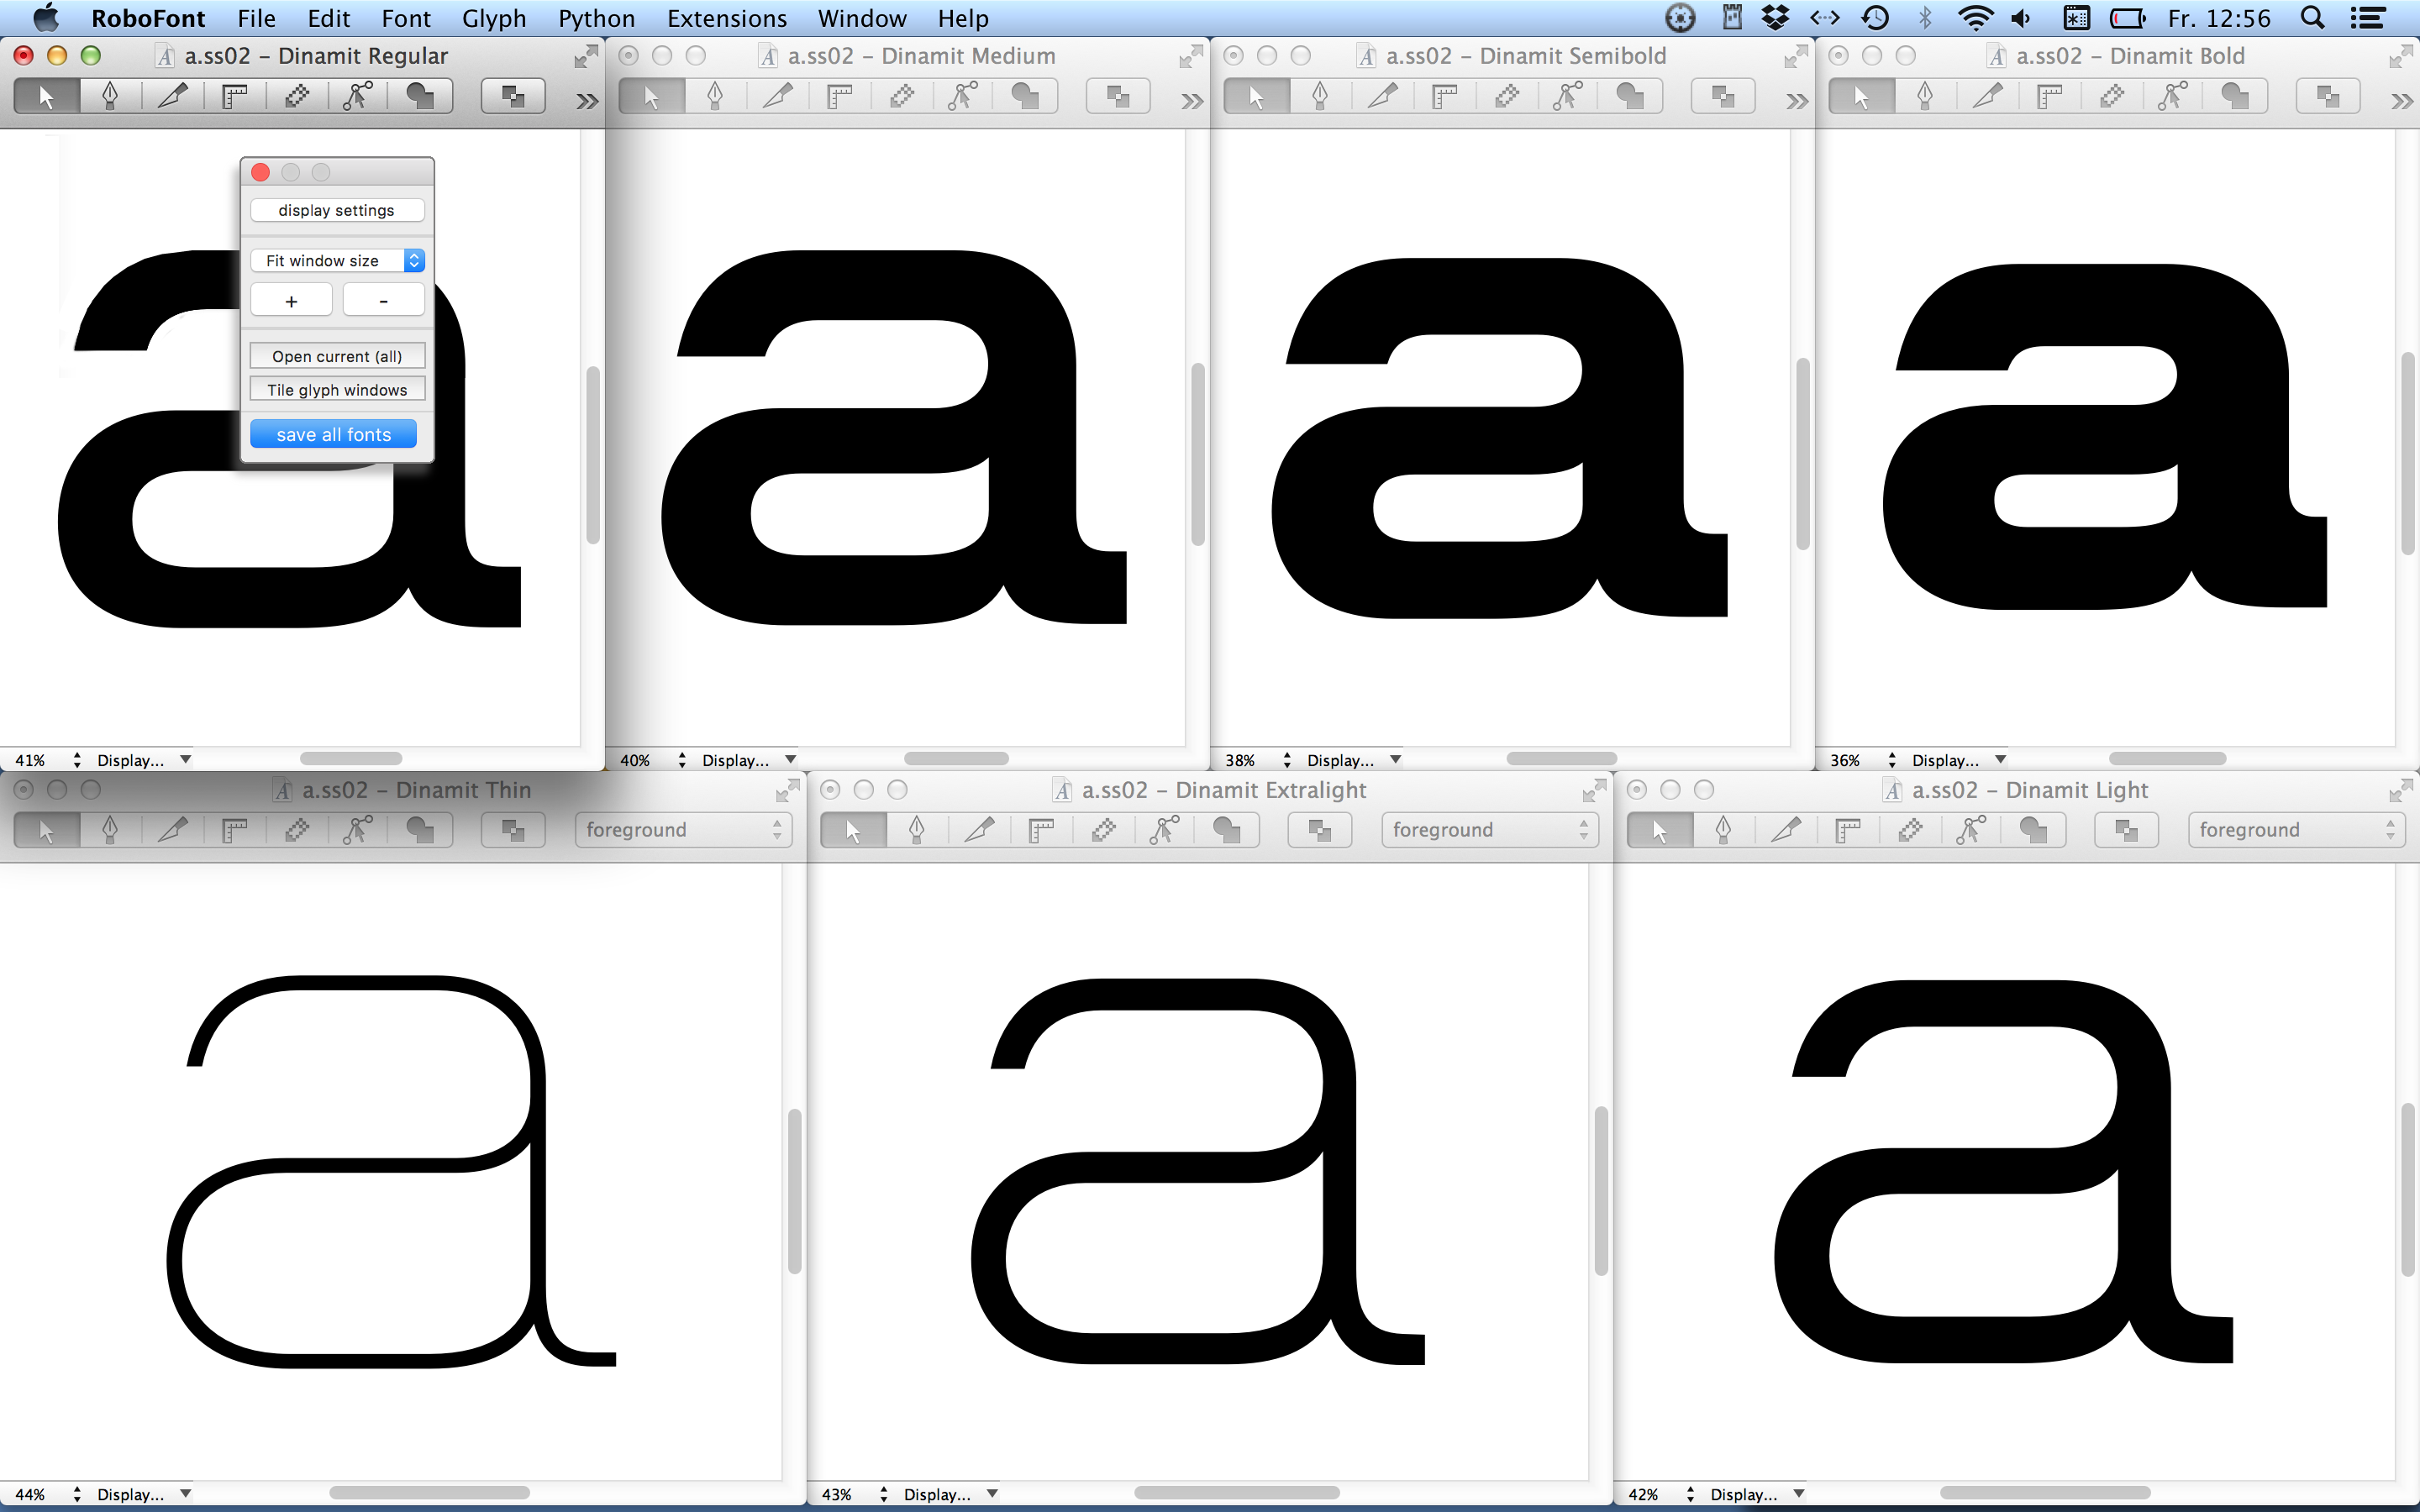 RoboFont File Edit Font Glyph Python Extensions Window Help Fr. 12:56
a.ss02 – Dinamit Regular
a.ss02 – Dinamit Medium
a.ss02 – Dinamit Semibold
a.ss02 – Dinamit Bold
display settings
Fit window size
+ -
Open current (all)
Tile glyph windows
save all fonts
a
a
a
a
41% Display...
40% Display...
38% Display...
36% Display...
a.ss02 – Dinamit Thin
a.ss02 – Dinamit Extralight
a.ss02 – Dinamit Light
foreground
foreground
foreground
a
a
a
44% Display...
43% Display...
42% Display...